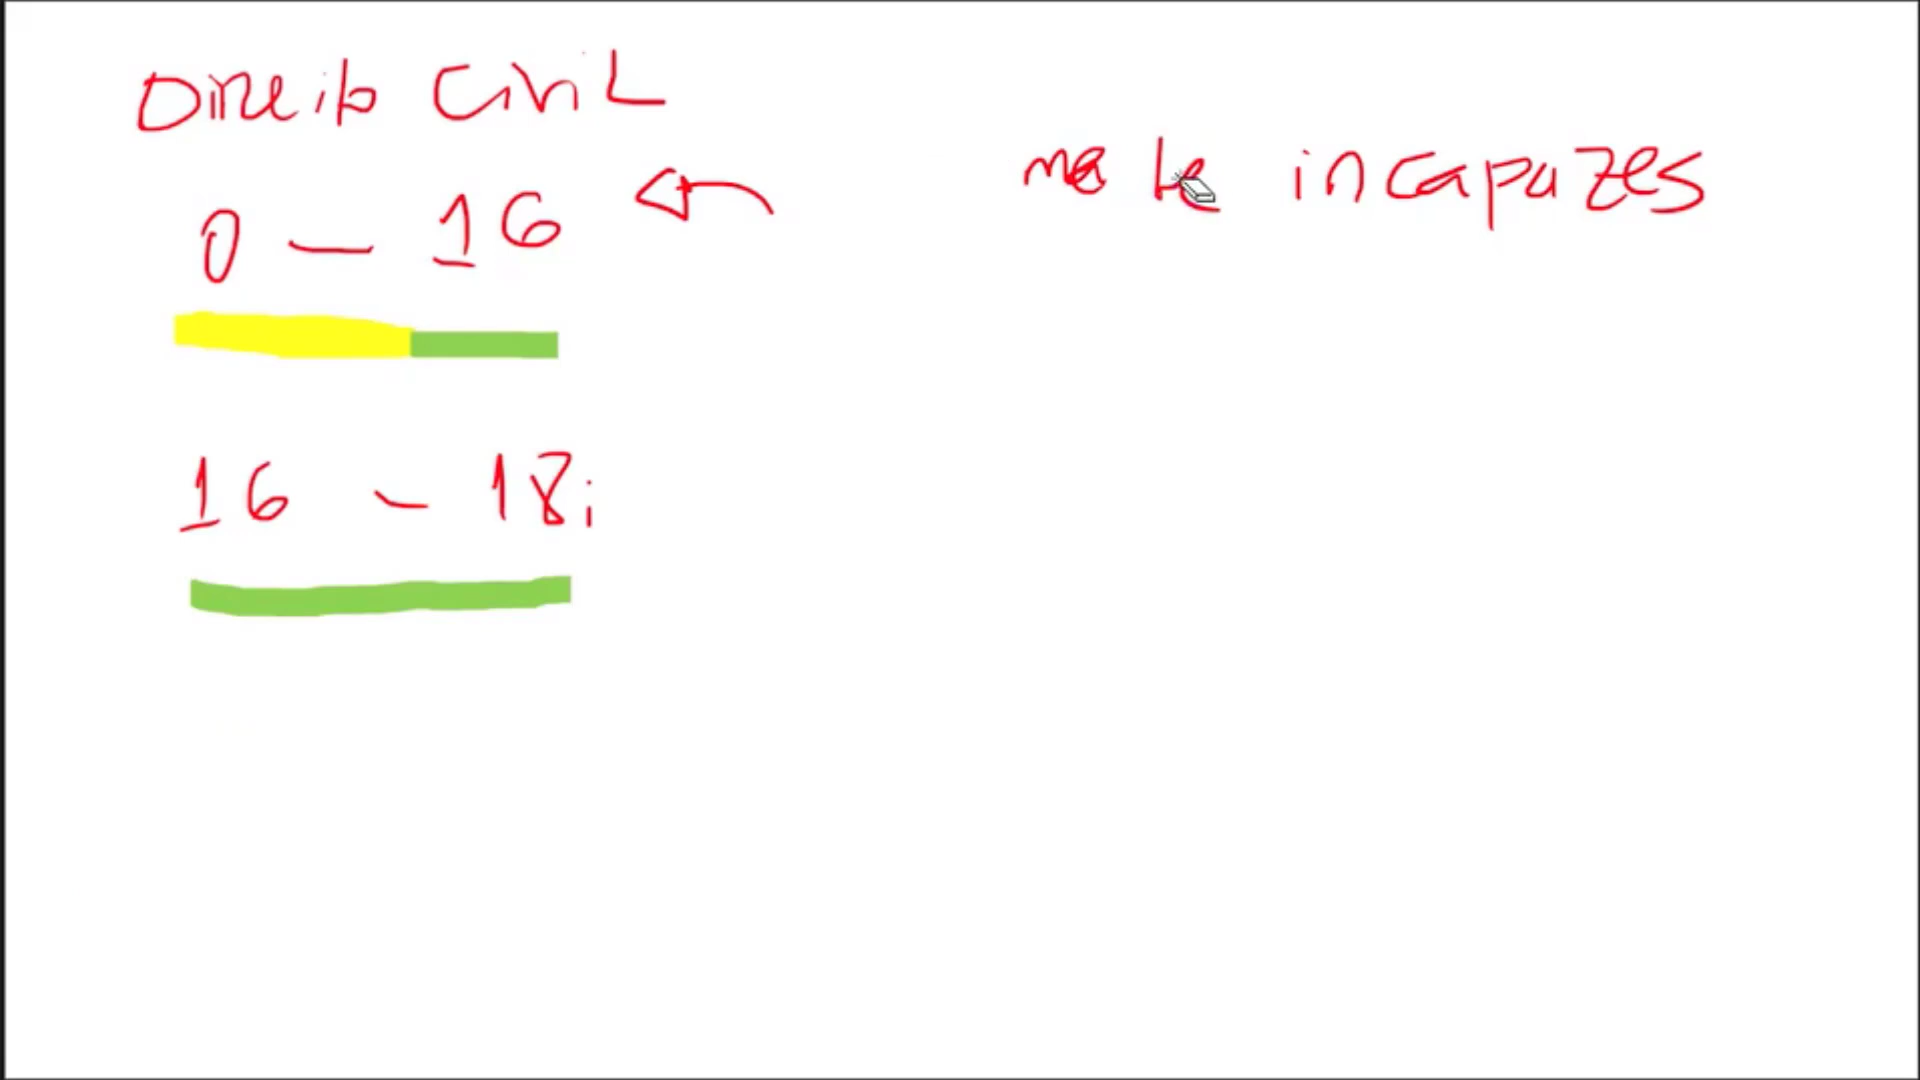 Direito Civil
incapazes
0 - 16
16 - 18;